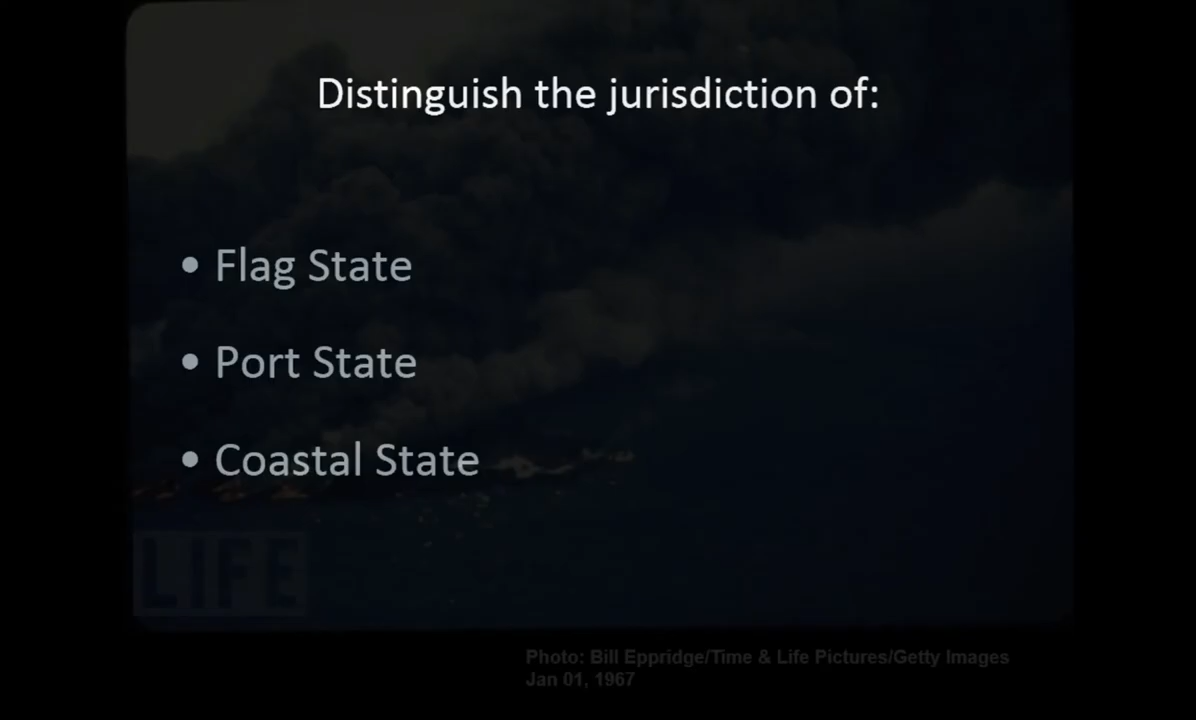 Distinguish the jurisdiction of:
• Flag State
• Port State
• Coastal State
LIFE
Photo: Bill Eppridge/Time & Life Pictures/Getty Images
Jan 01, 1967